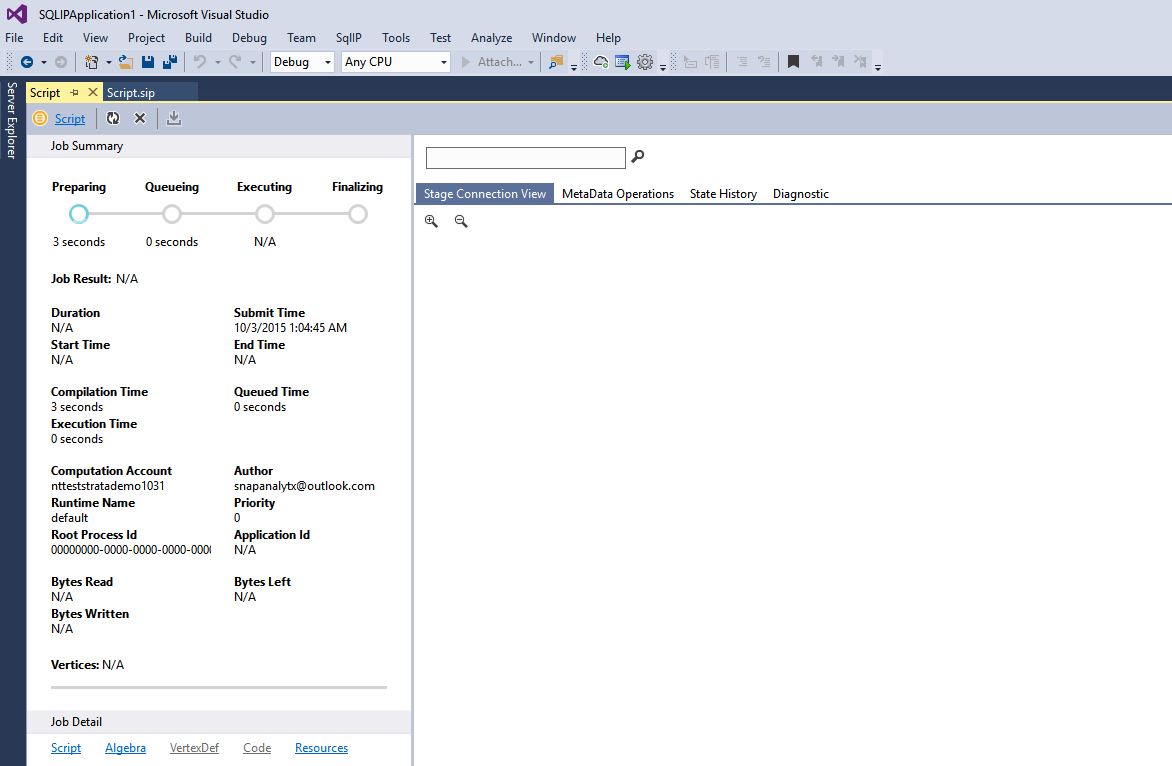 SQLIPApplication1 - Microsoft Visual Studio
File Edit View Project Build Debug Team SqlIP Tools Test Analyze Window Help
Debug Any CPU Attach...
Server Explorer
Script Script.sip
Script
Job Summary
Preparing Queueing Executing Finalizing
3 seconds 0 seconds N/A
Job Result: N/A
Duration Submit Time
N/A 10/3/2015 1:04:45 AM
Start Time End Time
N/A N/A
Compilation Time Queued Time
3 seconds 0 seconds
Execution Time
0 seconds
Computation Account Author
ntteststratademo1031 snapanalytx@outlook.com
Runtime Name Priority
default 0
Root Process Id Application Id
00000000-0000-0000-0000-000 N/A
Bytes Read Bytes Left
N/A N/A
Bytes Written
N/A
Vertices: N/A
Job Detail
Script Algebra VertexDef Code Resources
Stage Connection View MetaData Operations State History Diagnostic